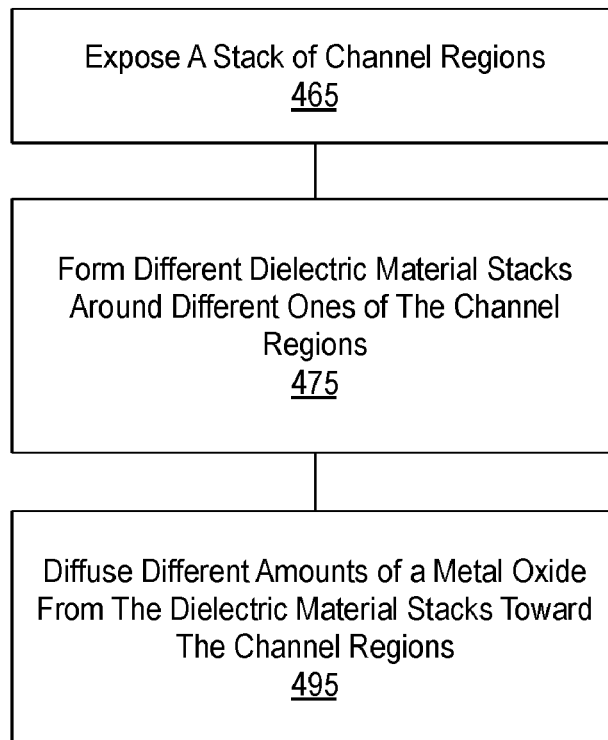 Expose A Stack of Channel Regions
465
Form Different Dielectric Material Stacks
Around Different Ones of The Channel
Regions
475
Diffuse Different Amounts of a Metal Oxide
From The Dielectric Material Stacks Toward
The Channel Regions
495